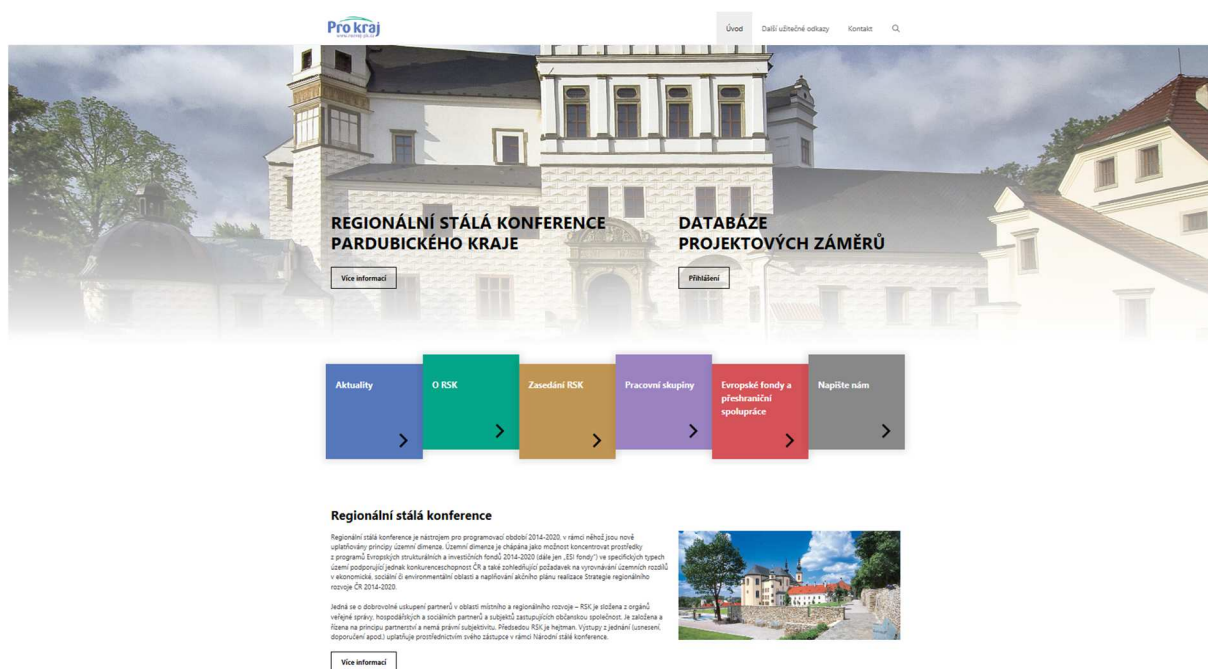 Pro kraj
Úvod
Další užitečné odkazy
Kontakt
REGIONÁLNÍ STÁLÁ KONFERENCE
PARDUBICKÉHO KRAJE
Více informací
DATABÁZE
PROJEKTOVÝCH ZÁMĚRŮ
Přihlášení
Aktuality
O RSK
Zasedání RSK
Pracovní skupiny
Evropské fondy a
přeshraniční
spolupráce
Napište nám
Regionální stálá konference
Regionální stálá konference je nástrojem pro programovací období 2014-2020, v rámci něhož jsou nově
uplatňovány principy územní dimenze. Územní dimenze je chápána jako možnost koncentrovat prostředky
z programů Evropských strukturálních a investičních fondů 2014-2020 (dále jen „ESI fondy") ve specifických typech
území podporující jednak konkurenceschopnost ČR a také zohledňující požadavek na vyrovnávání územních rozdílů
v ekonomické, sociální či environmentální oblasti a naplňování akčního plánu realizace Strategie regionálního
rozvoje ČR 2014-2020.
Jedná se o dobrovolné uskupení partnerů v oblasti místního a regionálního rozvoje – RSK je složena z orgánů
veřejné správy, hospodářských a sociálních partnerů a subjektů zastupujících občanskou společnost. Je založena a
řízena na principu partnerství a nemá právní subjektivitu. Předsedou RSK je hejtman. Výstupy z jednání (usnesení,
doporučení apod.) uplatňuje prostřednictvím svého zástupce v rámci Národní stálé konference.
Více informací